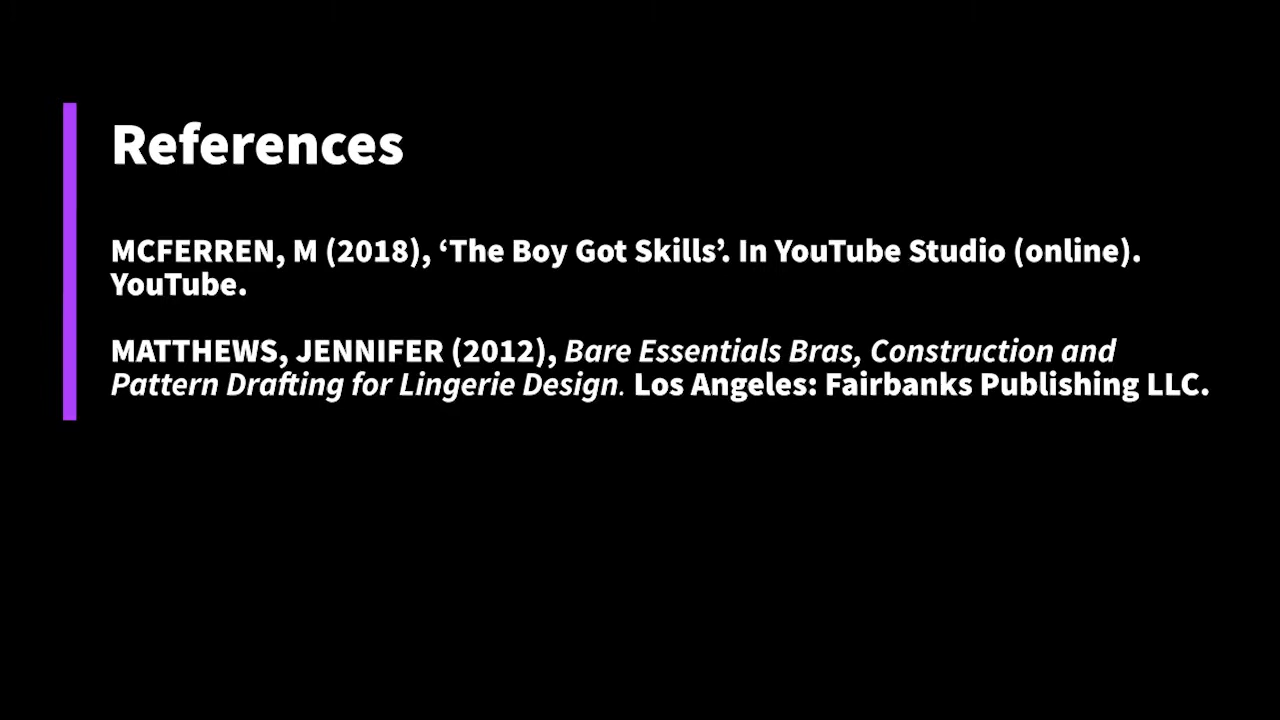 References
MCFERREN, M (2018), ‘The Boy Got Skills’. In YouTube Studio (online).
YouTube.
MATTHEWS, JENNIFER (2012), Bare Essentials Bras, Construction and
Pattern Drafting for Lingerie Design. Los Angeles: Fairbanks Publishing LLC.